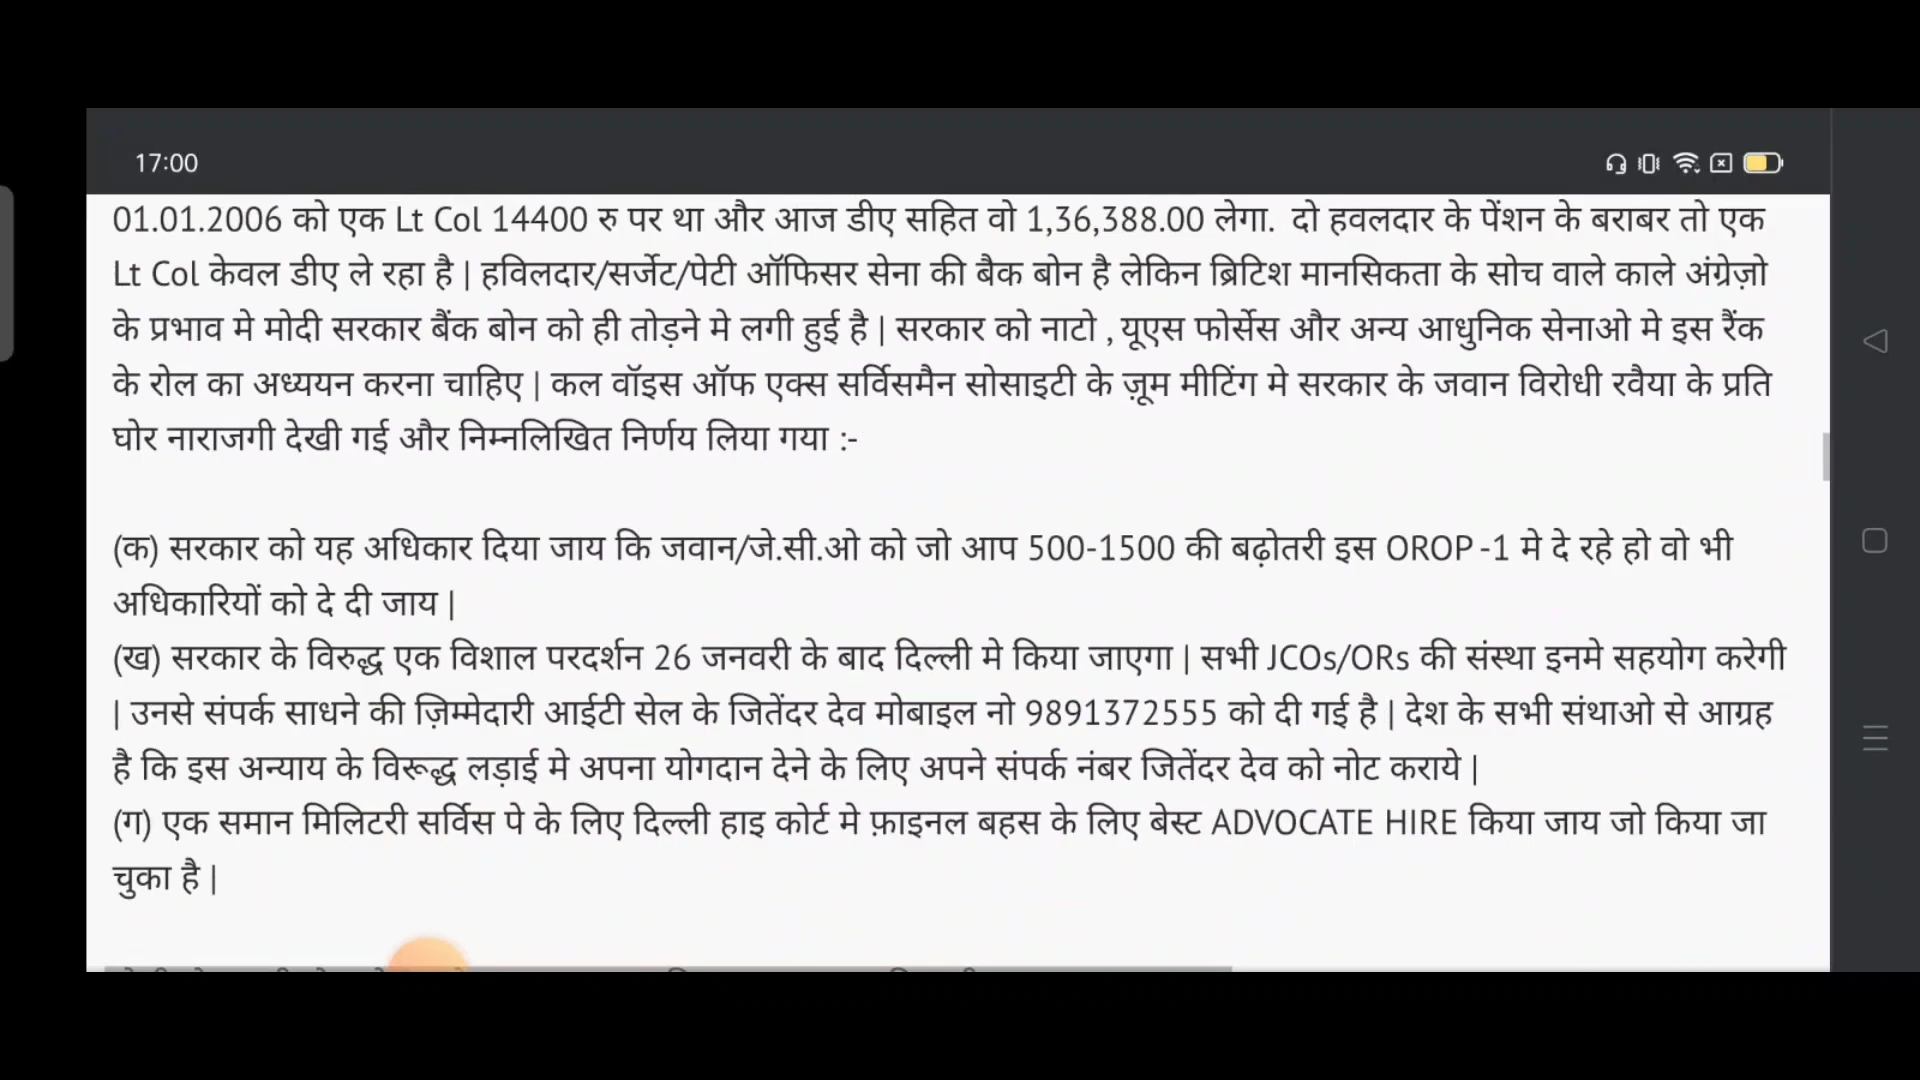 17:00
01.01.2006 को एक Lt Col 14400 रु पर था और आज डीए सहित वो 1,36,388.00 लेगा. दो हवलदार के पेंशन के बराबर तो एक
Lt Col केवल डीए ले रहा है | हविलदार/सर्जेट/पेटी ऑफिसर सेना की बैक बोन है लेकिन ब्रिटिश मानसिकता के सोच वाले काले अंग्रेज़ो
के प्रभाव मे मोदी सरकार बैंक बोन को ही तोड़ने मे लगी हुई है | सरकार को नाटो , यूएस फोर्सेस और अन्य आधुनिक सेनाओ मे इस रैंक
के रोल का अध्ययन करना चाहिए | कल वॉइस ऑफ एक्स सर्विसमैन सोसाइटी के ज़ूम मीटिंग मे सरकार के जवान विरोधी रवैया के प्रति
घोर नाराजगी देखी गई और निम्नलिखित निर्णय लिया गया :-
(क) सरकार को यह अधिकार दिया जाय कि जवान/जे.सी.ओ को जो आप 500-1500 की बढ़ोतरी इस OROP -1 मे दे रहे हो वो भी
अधिकारियों को दे दी जाय |
(ख) सरकार के विरुद्ध एक विशाल परदर्शन 26 जनवरी के बाद दिल्ली मे किया जाएगा | सभी JCOs/ORs की संस्था इनमे सहयोग करेगी
| उनसे संपर्क साधने की ज़िम्मेदारी आईटी सेल के जितेंदर देव मोबाइल नो 9891372555 को दी गई है | देश के सभी संथाओ से आग्रह
है कि इस अन्याय के विरूद्ध लड़ाई मे अपना योगदान देने के लिए अपने संपर्क नंबर जितेंदर देव को नोट कराये |
(ग) एक समान मिलिटरी सर्विस पे के लिए दिल्ली हाइ कोर्ट मे फ़ाइनल बहस के लिए बेस्ट ADVOCATE HIRE किया जाय जो किया जा
चुका है |